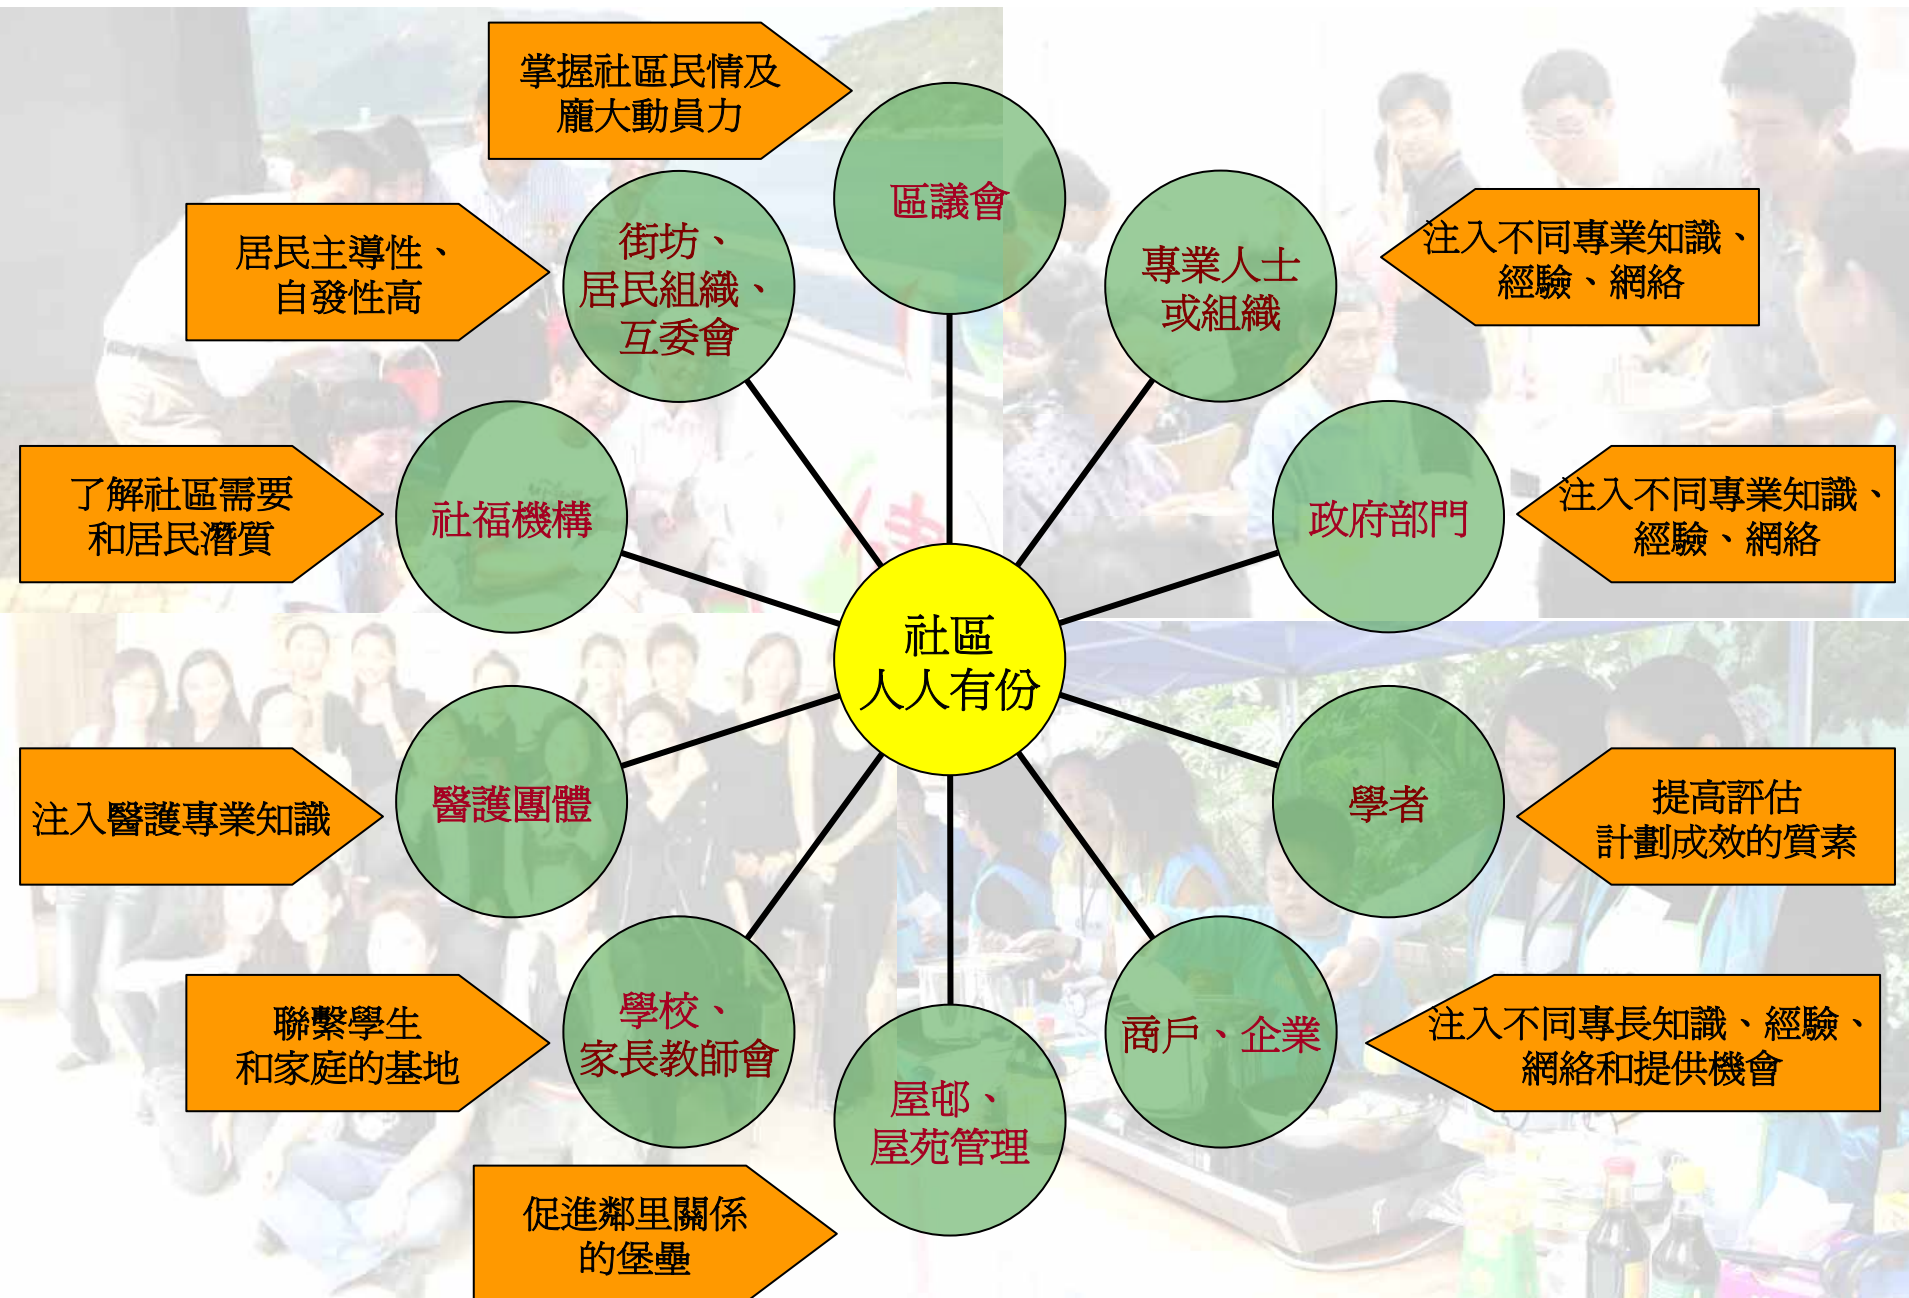 掌握社區民情及
龐大動員力
區議會
居民主導性、
自發性高
街坊、
居民組織、
互委會
專業人士
或組織
注入不同專業知識、
經驗、網絡
了解社區需要
和居民潛質
社福機構
政府部門
注入不同專業知識、
經驗、網絡
社區
人人有份
注入醫護專業知識
醫護團體
學者
提高評估
計劃成效的質素
聯繫學生
和家庭的基地
學校、
家長教師會
商戶、企業
注入不同專長知識、經驗、
網絡和提供機會
屋邨、
屋苑管理
促進鄰里關係
的堡壘